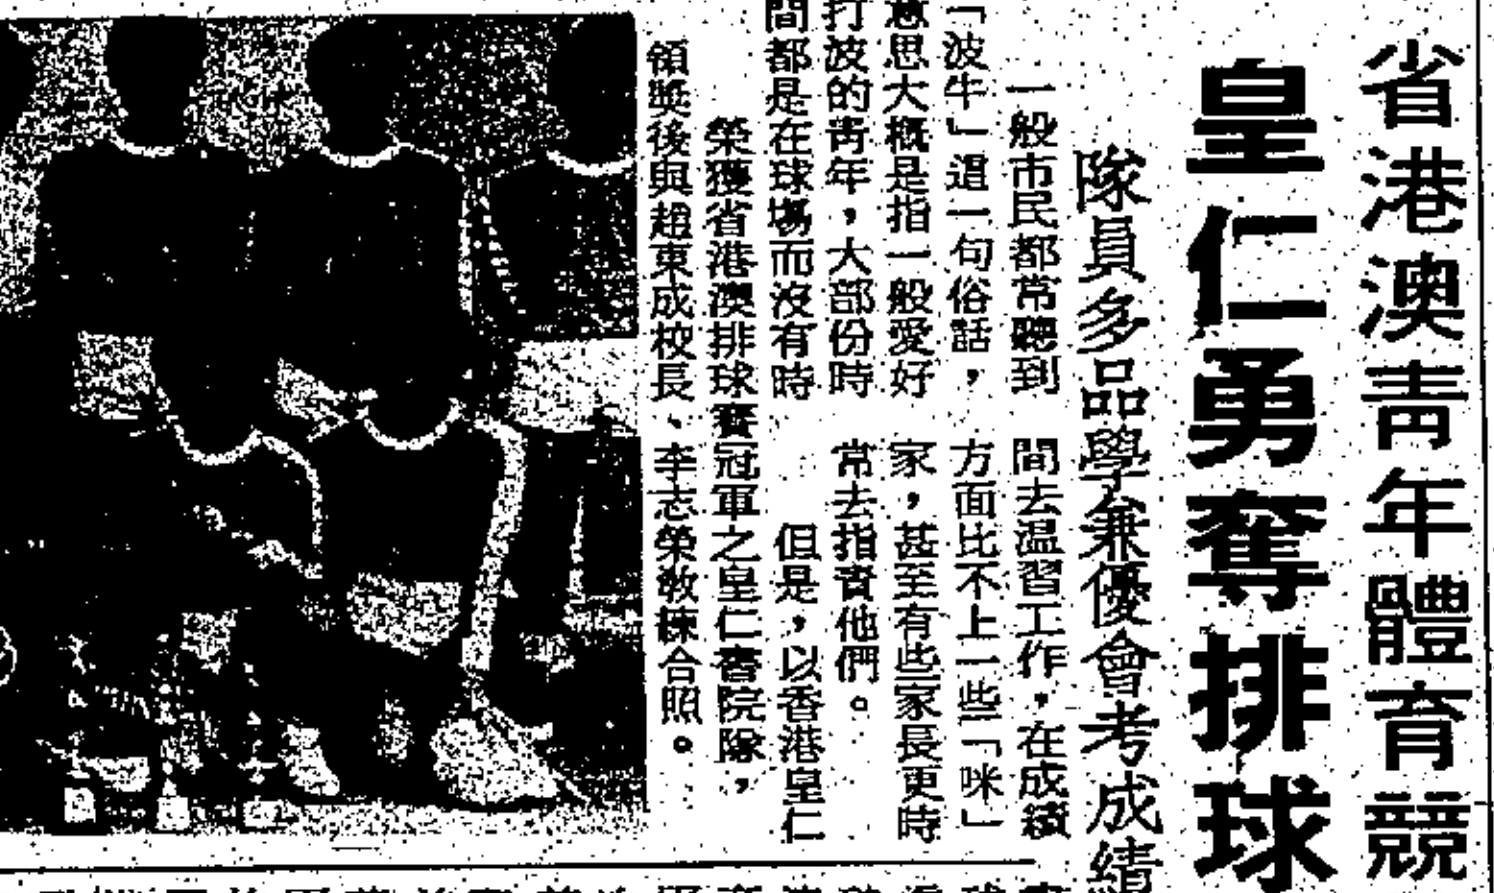 省港澳青年體育競
皇仁勇奪排球
隊員多品學兼優會考成績
一般市民都常聽到
「波牛」這一句俗話，
意思大概是指一般愛好
打波的青年，大部份時
間都是在球場而沒有時
間去温習工作，在成績
方面比不上一些「咪」
家，甚至有些家長更時
常去指責他們。
但是，以香港皇仁
榮獲省港澳排球賽冠軍之皇仁書院隊，
領獎後與趙東成校長、李志榮教練合照。